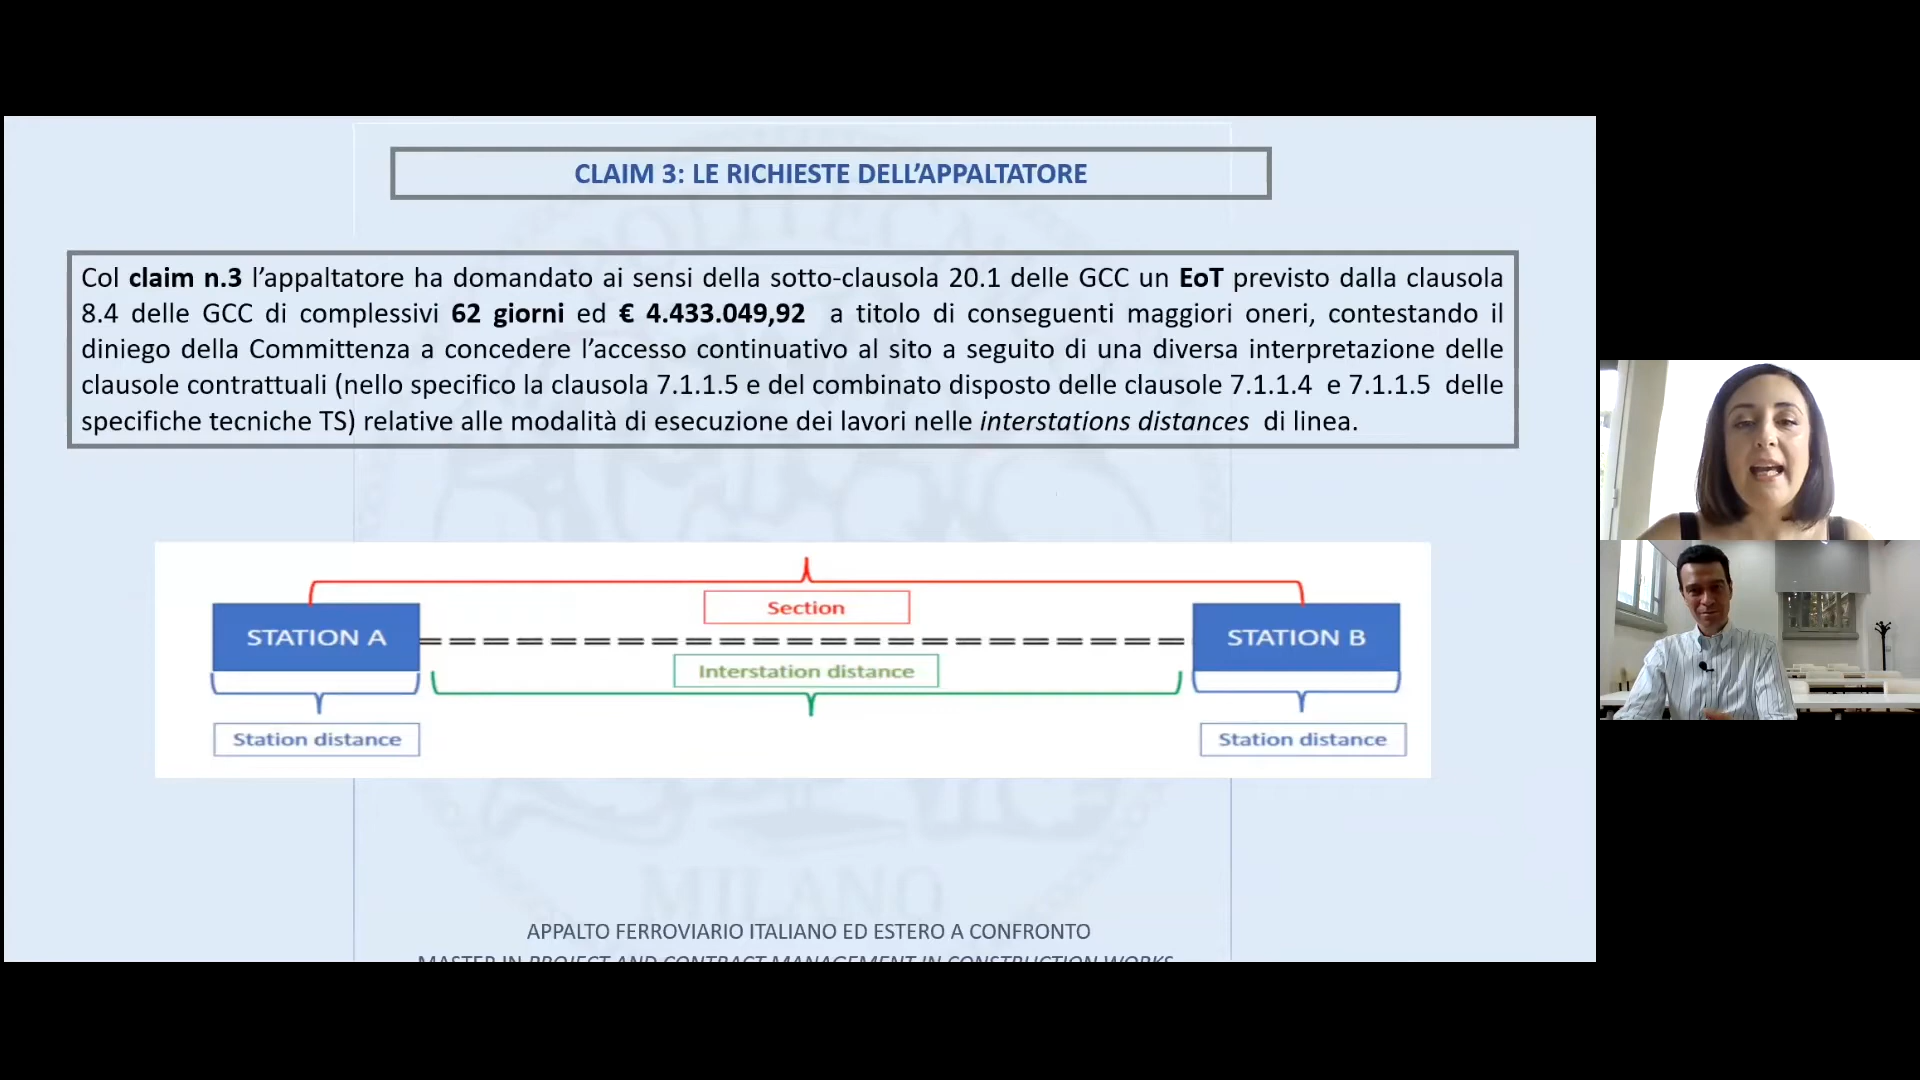 CLAIM 3: LE RICHIESTE DELL’APPALTATORE
Col claim n.3 l’appaltatore ha domandato ai sensi della sotto-clausola 20.1 delle GCC un EoT previsto dalla clausola
8.4 delle GCC di complessivi 62 giorni ed € 4.433.049,92 a titolo di conseguenti maggiori oneri, contestando il
diniego della Committenza a concedere l’accesso continuativo al sito a seguito di una diversa interpretazione delle
clausole contrattuali (nello specifico la clausola 7.1.1.5 e del combinato disposto delle clausole 7.1.1.4 e 7.1.1.5 delle
specifiche tecniche TS) relative alle modalità di esecuzione dei lavori nelle interstations distances di linea.
Section
STATION A
STATION B
Interstation distance
Station distance
Station distance
MILANO
APPALTO FERROVIARIO ITALIANO ED ESTERO A CONFRONTO
MASTER IN PROJECT AND CONTRACT MANAGEMENT IN CONSTRUCTION WORKS